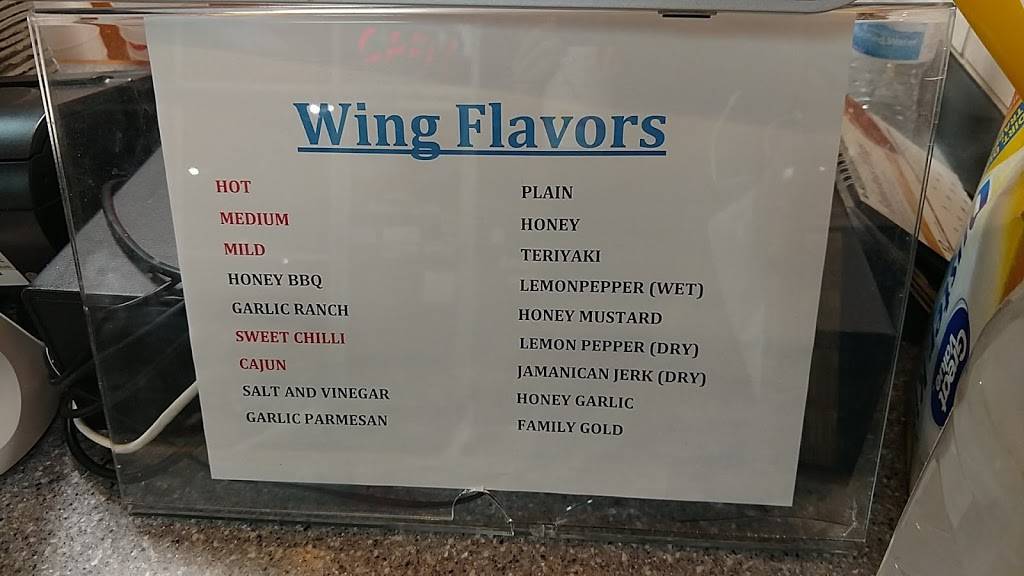 Wing Flavors
HOT
MEDIUM
MILD
HONEY BBQ
GARLIC RANCH
SWEET CHILLI
CAJUN
SALT AND VINEGAR
GARLIC PARMESAN
PLAIN
HONEY
TERIYAKI
LEMONPEPPER (WET)
HONEY MUSTARD
LEMON PEPPER (DRY)
JAMANICAN JERK (DRY)
HONEY GARLIC
FAMILY GOLD